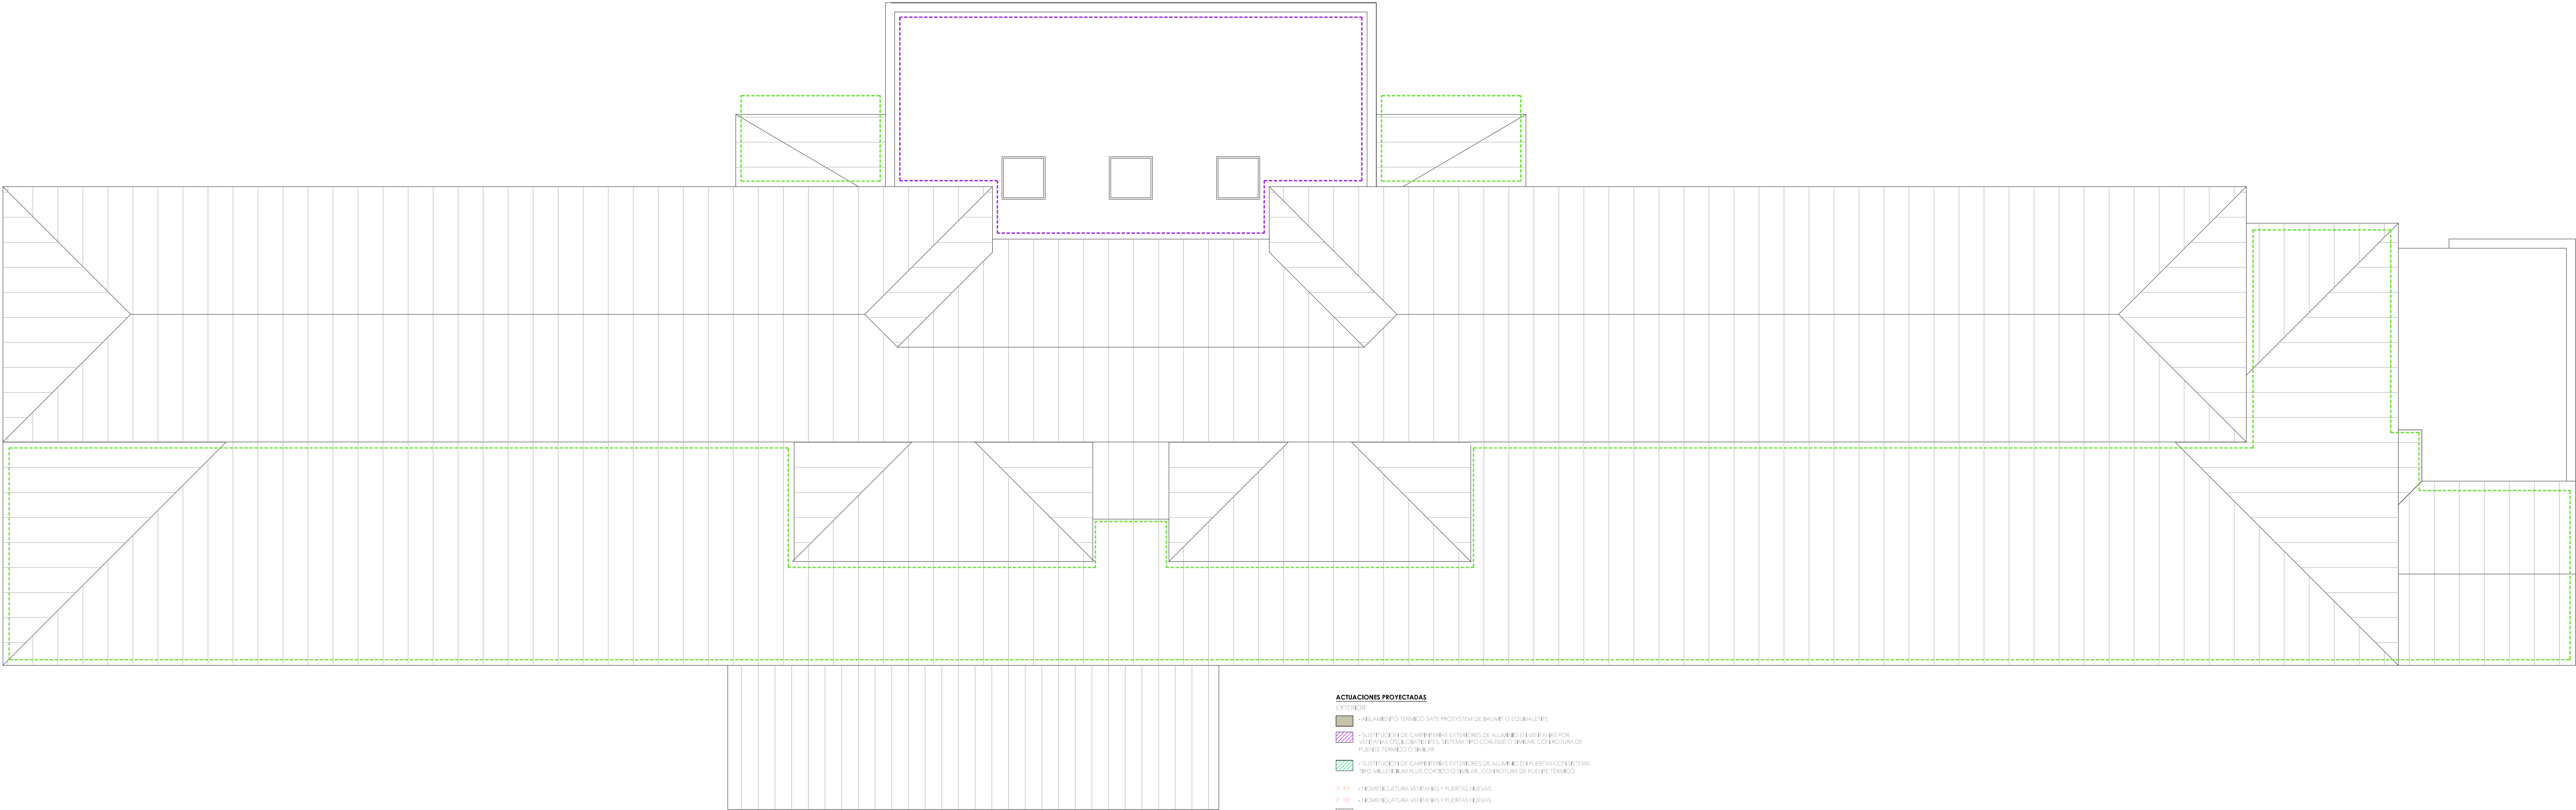 ACTUACIONES PROYECTADAS
EXTERIOR
- AISLAMIENTO TÉRMICO SATE PROSYSTEM DE BAUMIT O EQUIVALENTE
- SUSTITUCIÓN DE CARPINTERÍAS EXTERIORES DE ALUMINIO EN VENTANAS POR
VENTANAS OSCILOBATIENTES, SISTEMA TIPO COR-3500 O SIMILAR, CON ROTURA DE
PUENTE TÉRMICO O SIMILAR
- SUSTITUCIÓN DE CARPINTERÍAS EXTERIORES DE ALUMINIO EN PUERTAS CON SISTEMA
TIPO MILLENNIUM PLUS CORTIZO O SIMILAR , CON ROTURA DE PUENTE TÉRMICO
V XX - NOMENCLATURA VENTANAS Y PUERTAS NUEVAS
P XX - NOMENCLATURA VENTANAS Y PUERTAS NUEVAS